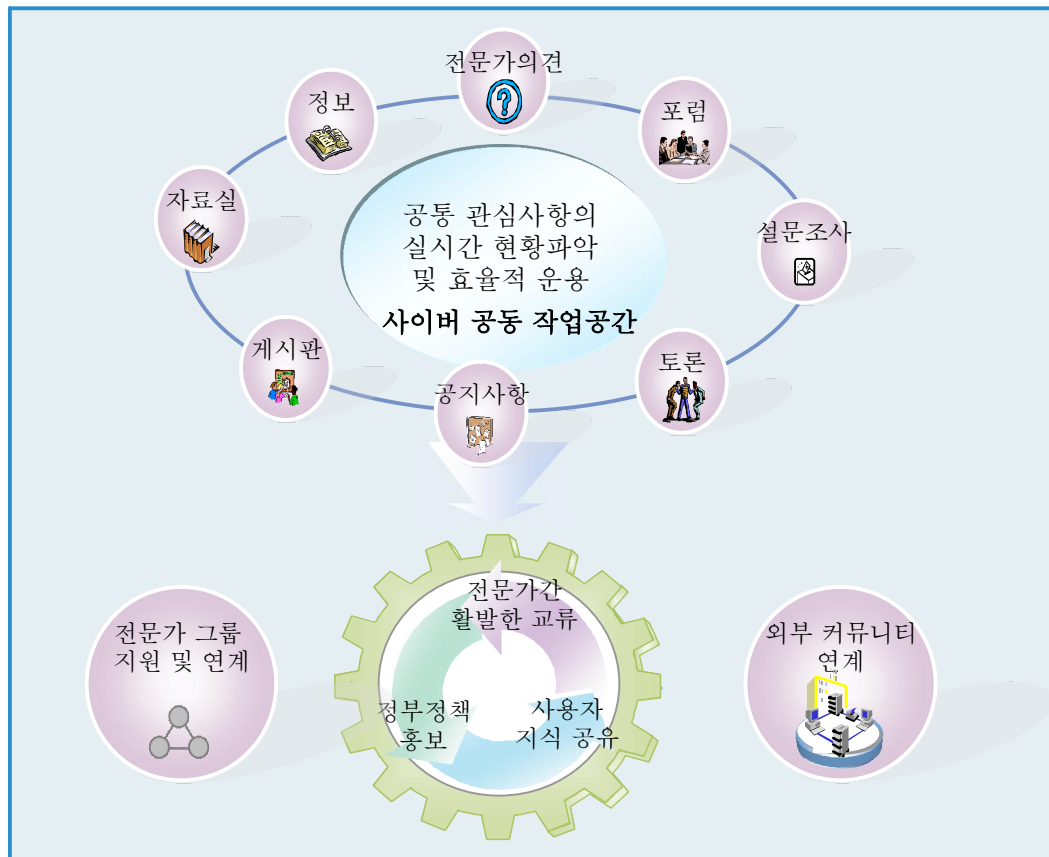 전문가의견
정보
포럼
자료실
설문조사
공통 관심사항의
실시간 현황파악
및 효율적 운용
사이버 공동 작업공간
게시판
토론
공지사항
전문가간
활발한 교류
전문가 그룹
지원 및 연계
외부 커뮤니티
연계
정부정책
홍보
사용자
지식 공유